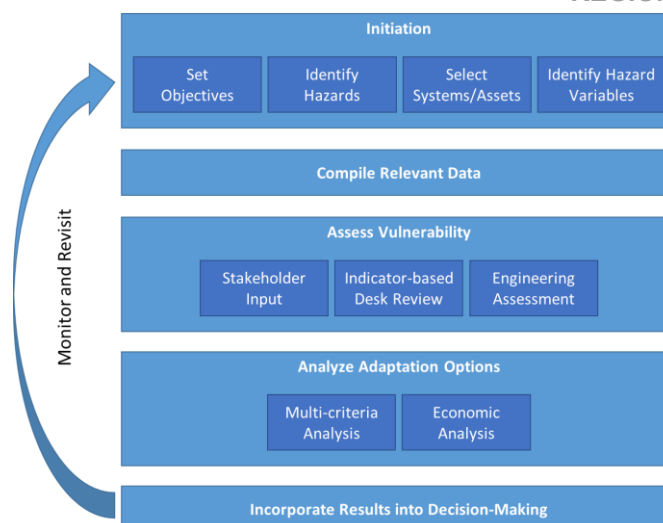 Initiation
Set
Objectives
Identify
Hazards
Select
Systems/Assets
Identify Hazard
Variables
Compile Relevant Data
Assess Vulnerability
Stakeholder
Input
Indicator-based
Desk Review
Engineering
Assessment
Analyze Adaptation Options
Multi-criteria
Analysis
Economic
Analysis
Incorporate Results into Decision-Making
Monitor and Revisit